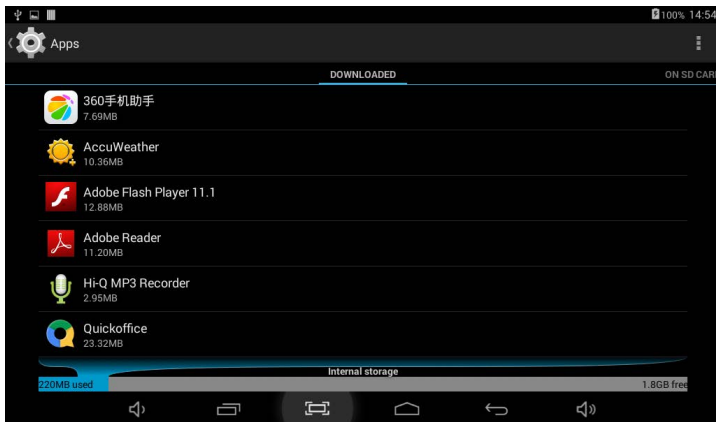 100% 14:54
Apps
DOWNLOADED
ON SD CAR
360手机助手
7.69MB
AccuWeather
10.36MB
Adobe Flash Player 11.1
12.88MB
Adobe Reader
11.20MB
Hi-Q MP3 Recorder
2.95MB
Quickoffice
23.32MB
Internal storage
220MB used
1.8GB free